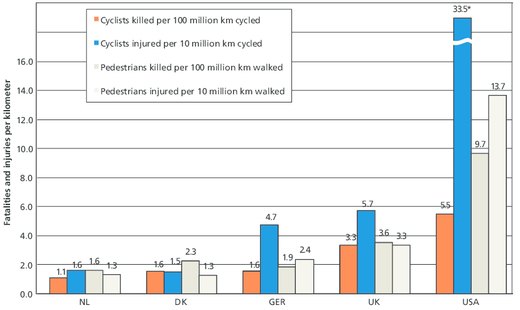 Cyclists killed per 100 million km cycled
Cyclists injured per 10 million km cycled
Pedestrians killed per 100 million km walked
Pedestrians injured per 10 million km walked
Fatalities and injuries per kilometer
16.0
14.0
12.0
10.0
8.0
6.0
4.0
2.0
0.0
1.1 1.6 1.6 1.3
1.6 1.5 2.3 1.3
1.6 4.7 1.9 2.4
3.3 5.7 3.6 3.3
5.5 33.5* 9.7 13.7
NL DK GER UK USA